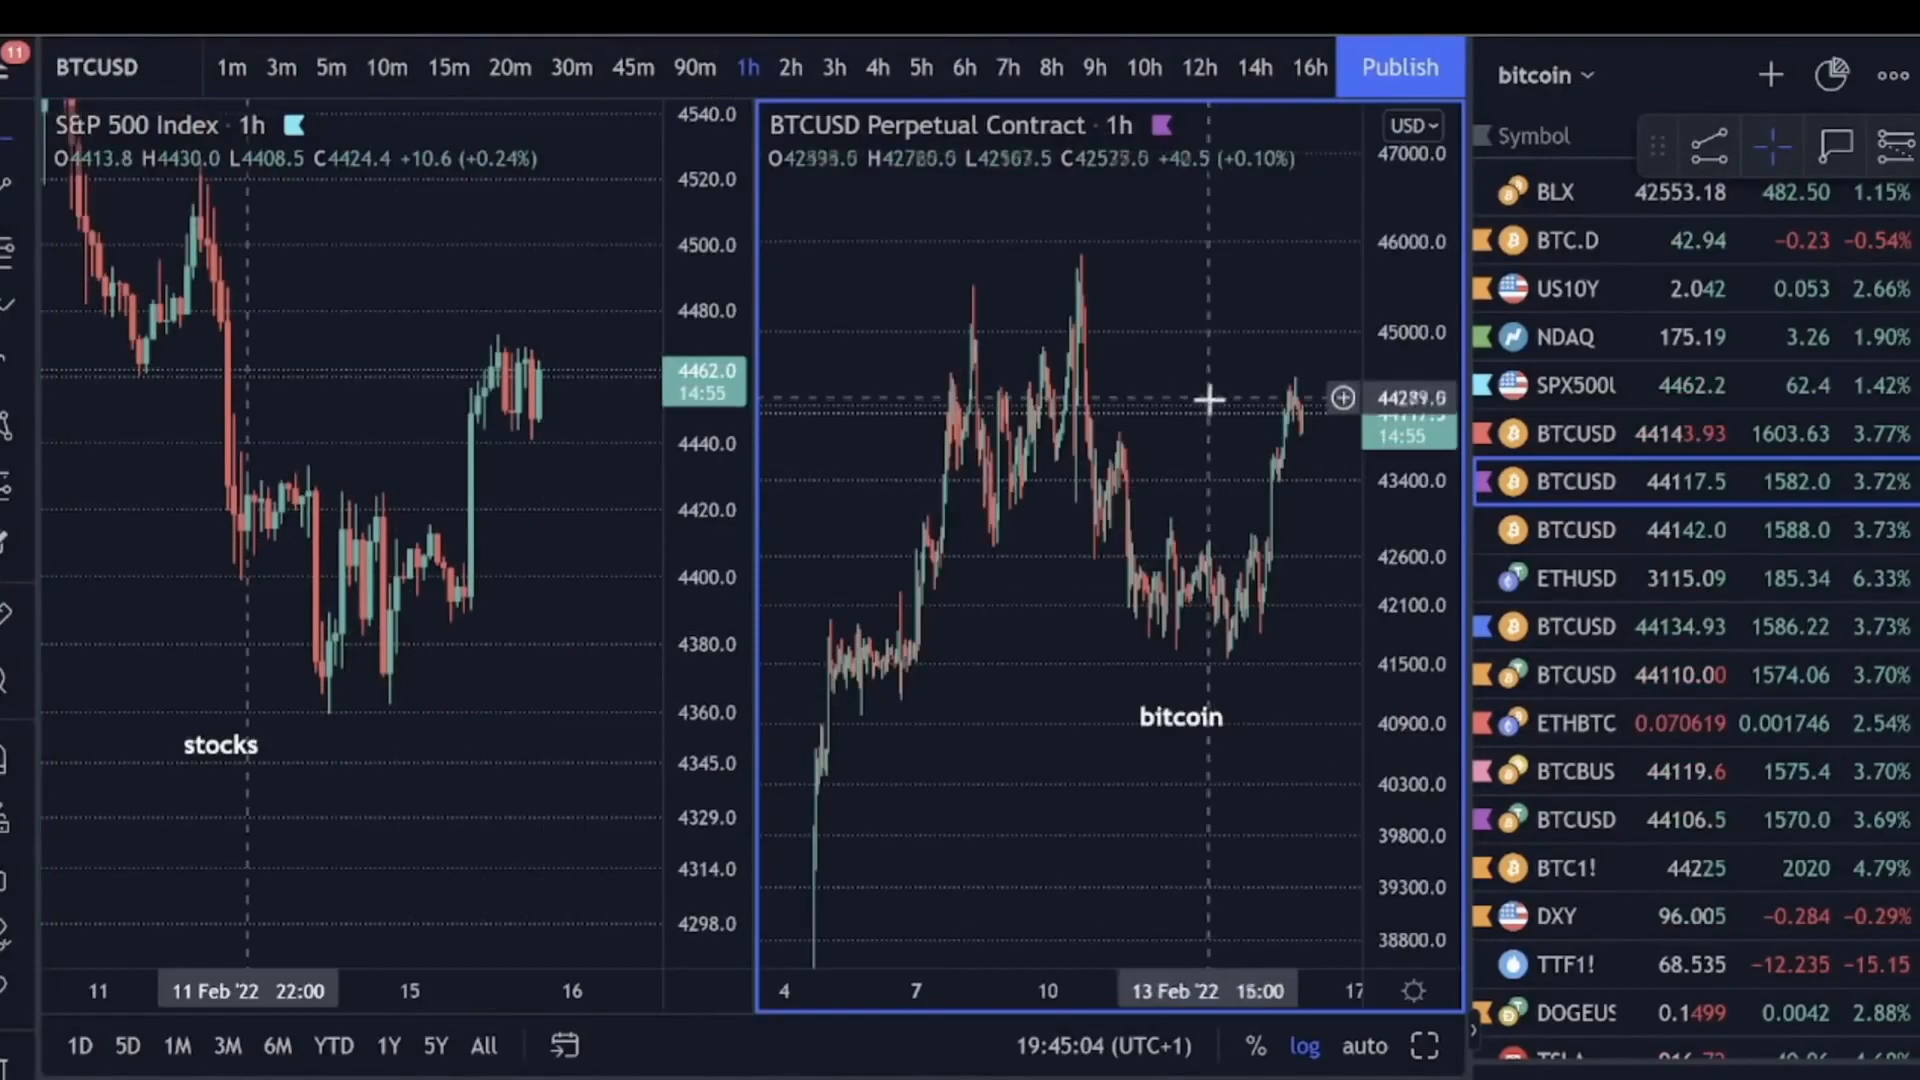 11
BTCUSD 1m 3m 5m 10m 15m 20m 30m 45m 90m 1h 2h 3h 4h 5h 6h 7h 8h 9h 10h 12h 14h 16h Publish
S&P 500 Index · 1h
O4413.8 H4430.0 L4408.5 C4424.4 +10.6 (+0.24%)
4540.0
4520.0
4500.0
4480.0
4462.0
14:55
4440.0
4420.0
4400.0
4380.0
4360.0
4345.0
4329.0
4314.0
4298.0
stocks
11 11 Feb '22 22:00 15 16
BTCUSD Perpetual Contract · 1h
(+0.10%)
USD
47000.0
46000.0
45000.0
14:55
43400.0
42600.0
42100.0
41500.0
40900.0
40300.0
39800.0
39300.0
38800.0
bitcoin
4 7 10 13 Feb '22 15:00 17
1D 5D 1M 3M 6M YTD 1Y 5Y All
19:45:04 (UTC+1) % log auto
bitcoin
Symbol
BLX 42553.18 482.50 1.15%
BTC.D 42.94 −0.23 −0.54%
US10Y 2.042 0.053 2.66%
NDAQ 175.19 3.26 1.90%
SPX500U 4462.2 62.4 1.42%
BTCUSD 44143.93 1603.63 3.77%
BTCUSD 44117.5 1582.0 3.72%
BTCUSD 44142.0 1588.0 3.73%
ETHUSD 3115.09 185.34 6.33%
BTCUSD 44134.93 1586.22 3.73%
BTCUSD 44110.00 1574.06 3.70%
ETHBTC 0.070619 0.001746 2.54%
BTCBUS 44119.6 1575.4 3.70%
BTCUSD 44106.5 1570.0 3.69%
BTC1! 44225 2020 4.79%
DXY 96.005 −0.284 −0.29%
TTF1! 68.535 −12.235 −15.15
DOGEUS 0.1499 0.0042 2.88%